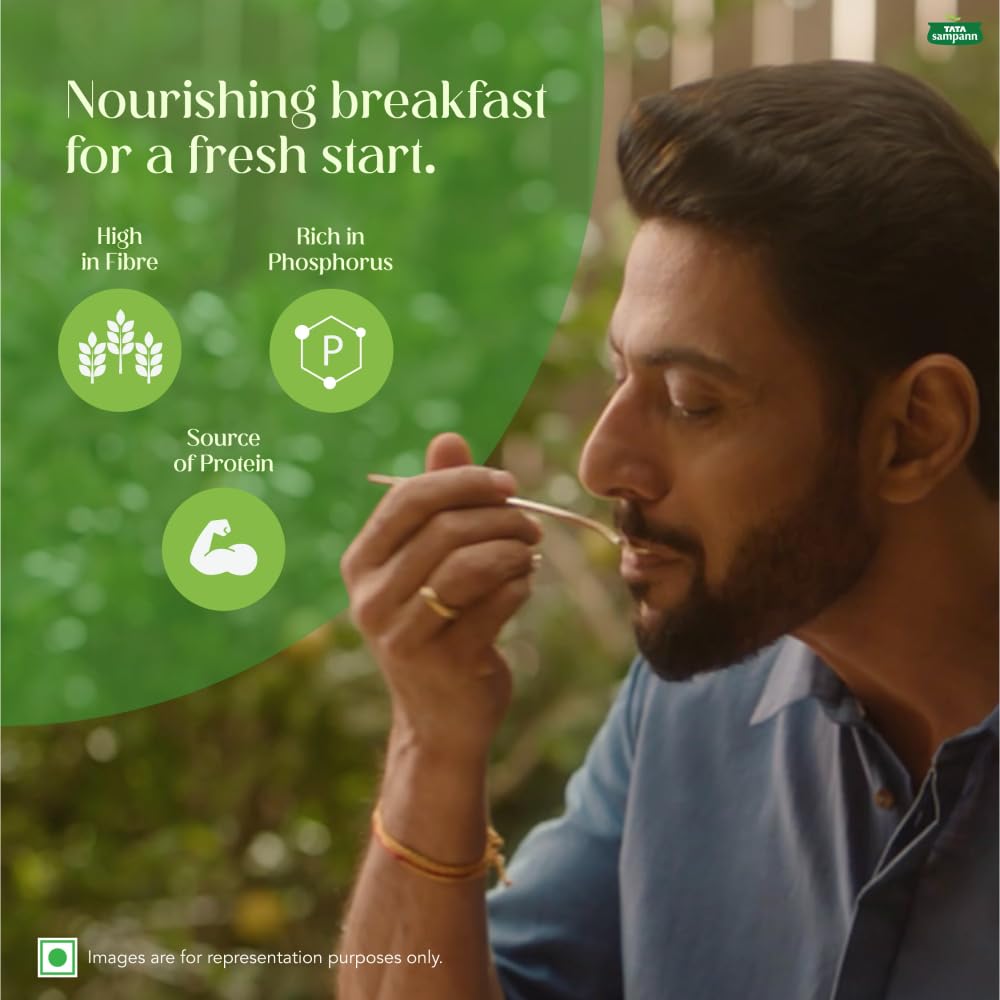 TATA
sampann
Nourishing breakfast
for a fresh start.
High
in Fibre
Rich in
Phosphorus
P
Source
of Protein
Images are for representation purposes only.